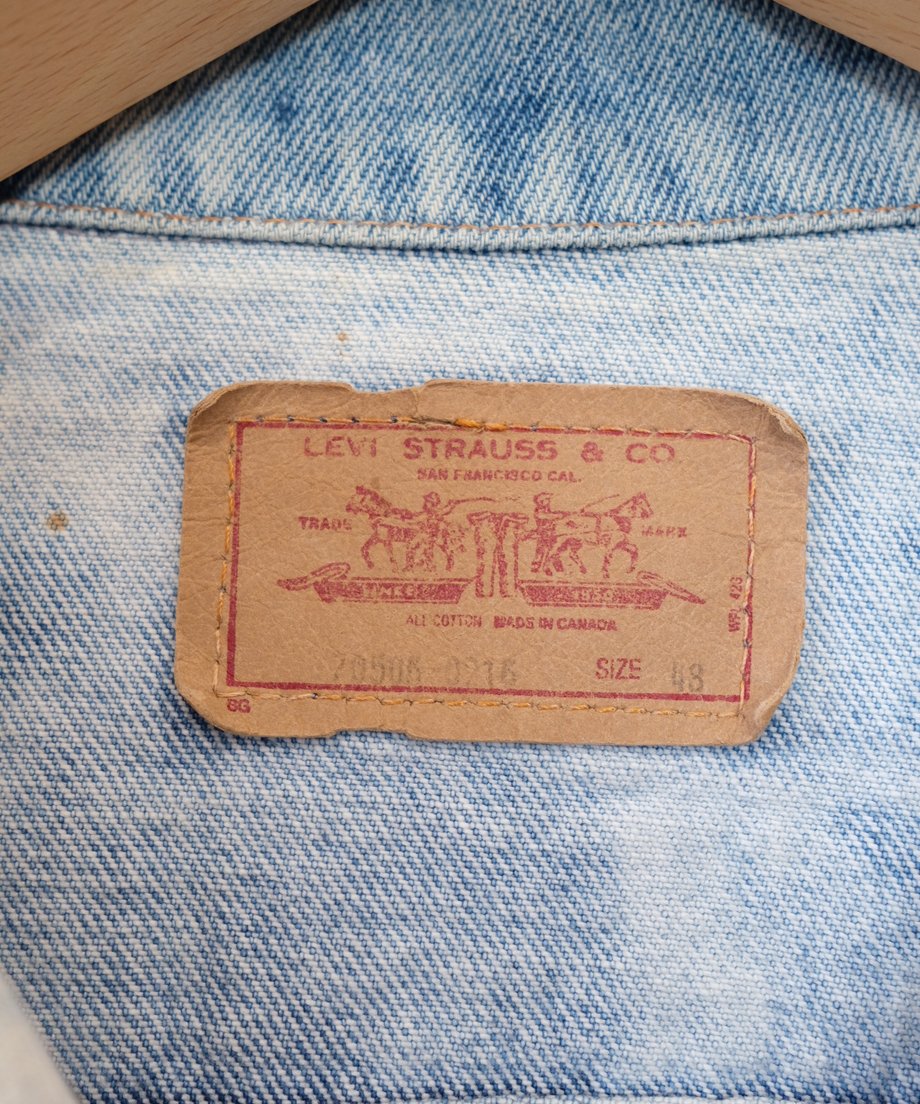 LEVI STRAUSS & CO
SAN FRANCISCO CAL.
TRADE MARK
ALL COTTON MADE IN CANADA
WPL 423
70506-0216 SIZE 48
SG